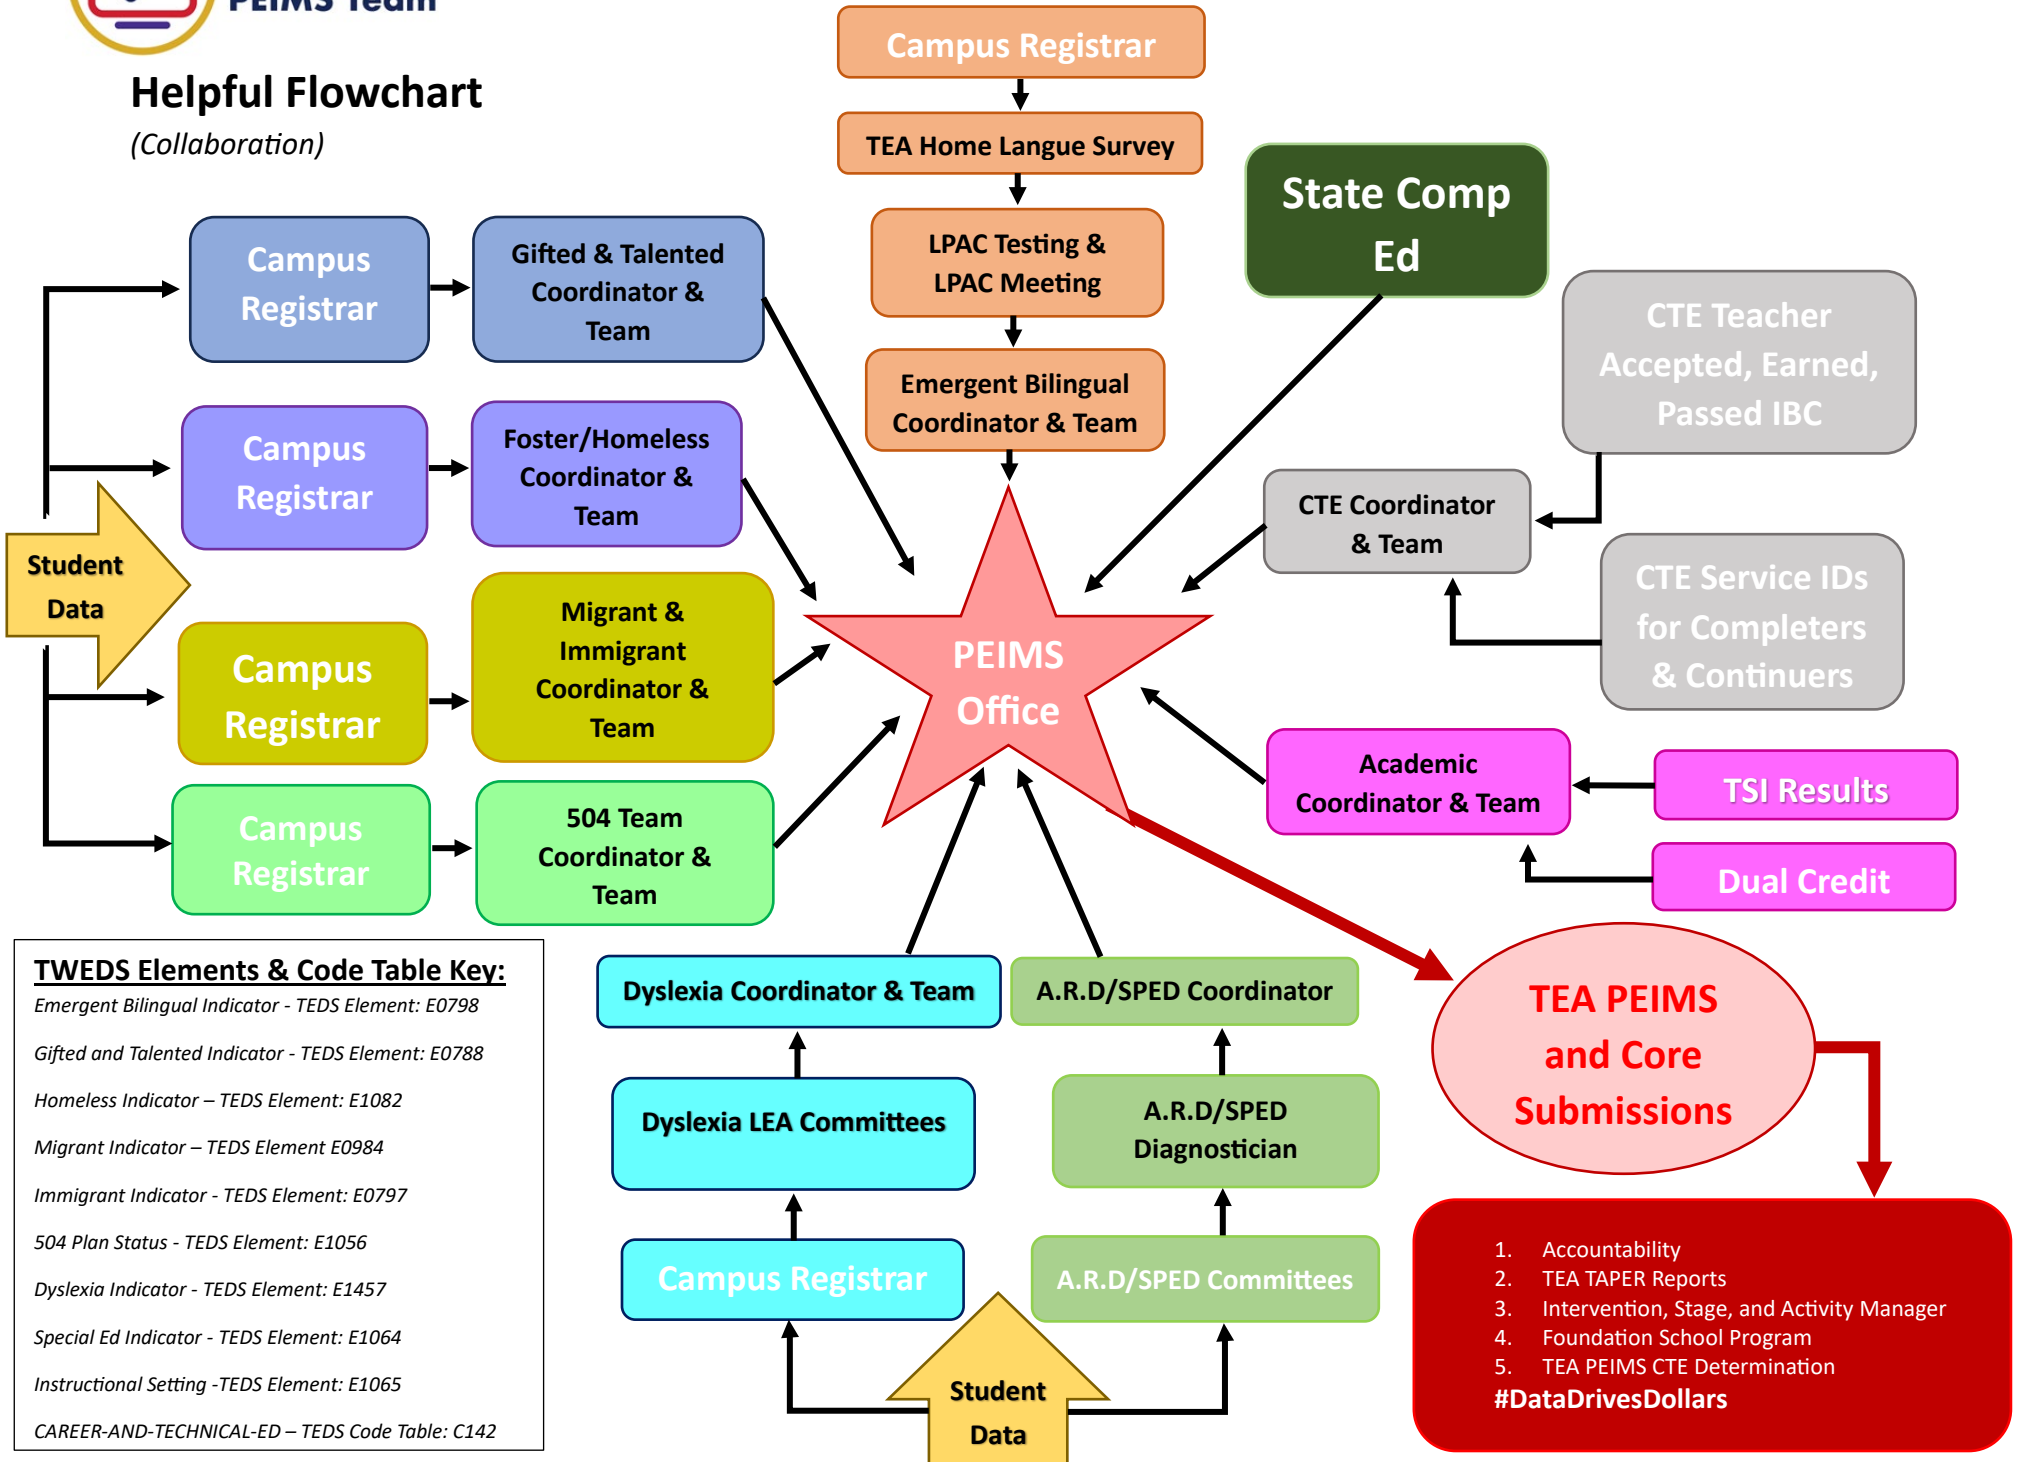 PEIMS Team
Helpful Flowchart
(Collaboration)
Campus Registrar
TEA Home Langue Survey
LPAC Testing &
LPAC Meeting
Emergent Bilingual
Coordinator & Team
State Comp
Ed
Campus
Registrar
Gifted & Talented
Coordinator &
Team
Campus
Registrar
Foster/Homeless
Coordinator &
Team
Student
Data
Campus
Registrar
Migrant &
Immigrant
Coordinator &
Team
Campus
Registrar
504 Team
Coordinator &
Team
PEIMS
Office
CTE Teacher
Accepted, Earned,
Passed IBC
CTE Coordinator
& Team
CTE Service IDs
for Completers
& Continuers
Academic
Coordinator & Team
TSI Results
Dual Credit
TWEDS Elements & Code Table Key:
Emergent Bilingual Indicator - TEDS Element: E0798
Gifted and Talented Indicator - TEDS Element: E0788
Homeless Indicator – TEDS Element: E1082
Migrant Indicator – TEDS Element E0984
Immigrant Indicator - TEDS Element: E0797
504 Plan Status - TEDS Element: E1056
Dyslexia Indicator - TEDS Element: E1457
Special Ed Indicator - TEDS Element: E1064
Instructional Setting -TEDS Element: E1065
CAREER-AND-TECHNICAL-ED – TEDS Code Table: C142
Dyslexia Coordinator & Team
Dyslexia LEA Committees
Campus Registrar
A.R.D/SPED Coordinator
A.R.D/SPED
Diagnostician
A.R.D/SPED Committees
Student
Data
TEA PEIMS
and Core
Submissions
1. Accountability
2. TEA TAPER Reports
3. Intervention, Stage, and Activity Manager
4. Foundation School Program
5. TEA PEIMS CTE Determination
#DataDrivesDollars